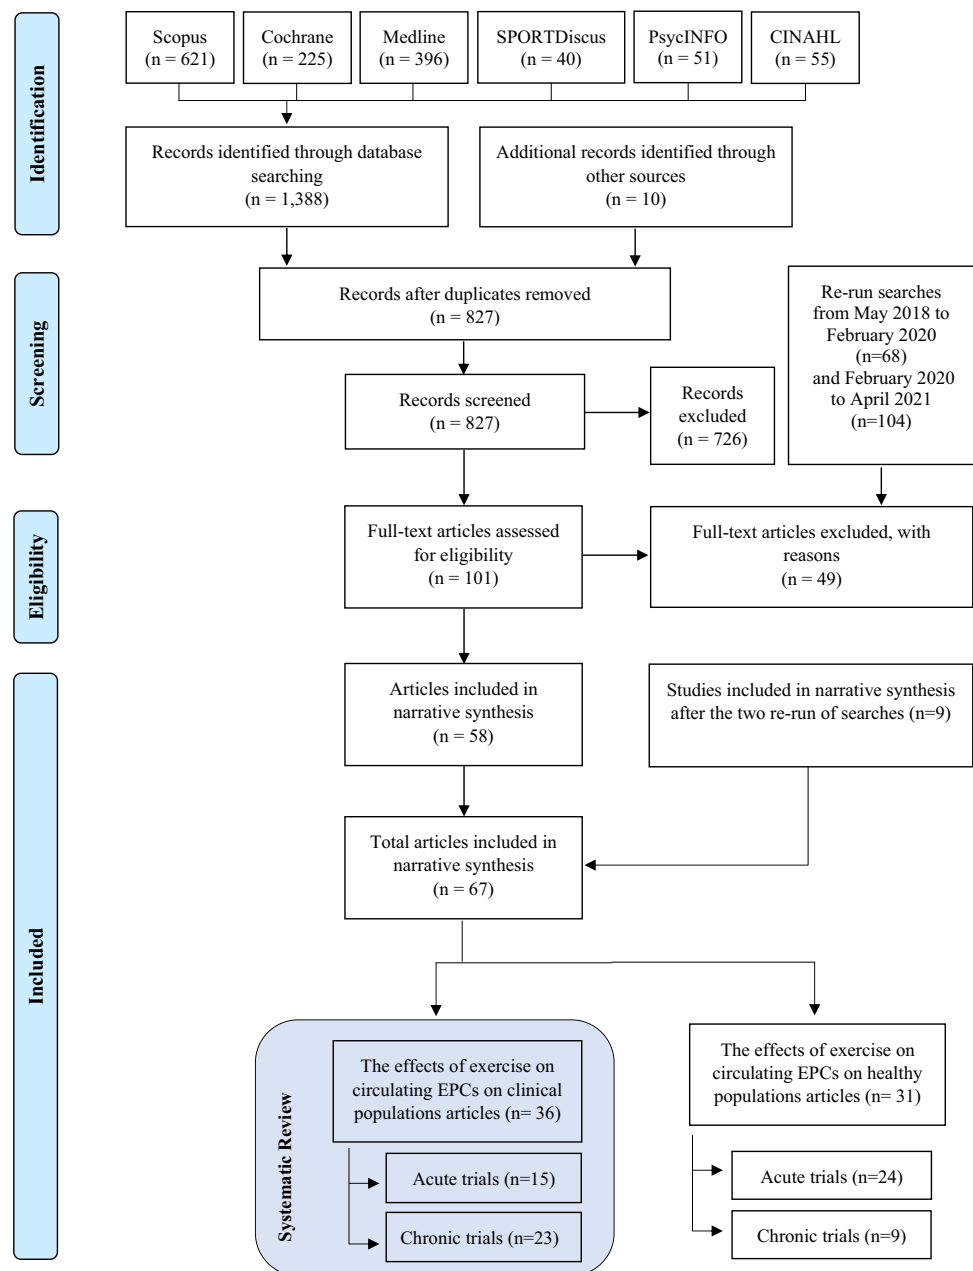 Identification
Scopus
(n = 621)
Cochrane
(n = 225)
Medline
(n = 396)
SPORTDiscus
(n = 40)
PsycINFO
(n = 51)
CINAHL
(n = 55)
Records identified through database
searching
(n = 1,388)
Additional records identified through
other sources
(n = 10)
Screening
Records after duplicates removed
(n = 827)
Re-run searches
from May 2018 to
February 2020
(n=68)
and February 2020
to April 2021
(n=104)
Records screened
(n = 827)
Records
excluded
(n = 726)
Eligibility
Full-text articles assessed
for eligibility
(n = 101)
Full-text articles excluded, with
reasons
(n = 49)
Included
Articles included in
narrative synthesis
(n = 58)
Studies included in narrative synthesis
after the two re-run of searches (n=9)
Total articles included in
narrative synthesis
(n = 67)
Systematic Review
The effects of exercise on
circulating EPCs on clinical
populations articles (n= 36)
Acute trials (n=15)
Chronic trials (n=23)
The effects of exercise on
circulating EPCs on healthy
populations articles (n= 31)
Acute trials (n=24)
Chronic trials (n=9)